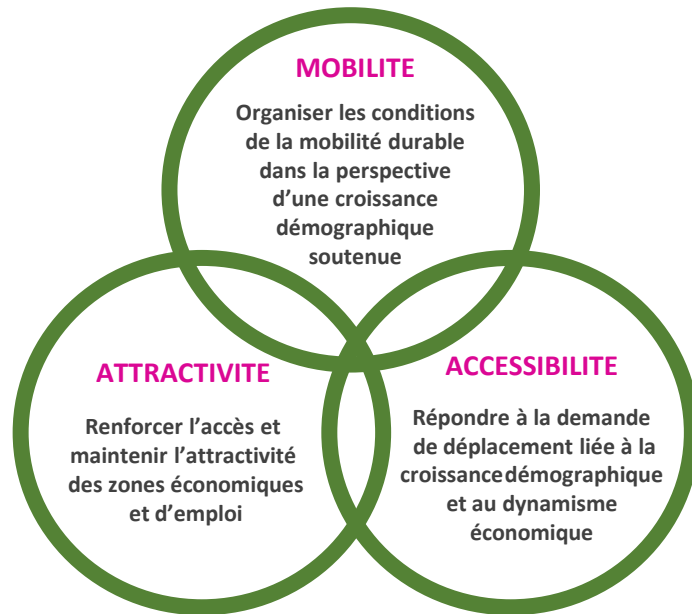 MOBILITE
Organiser les conditions
de la mobilité durable
dans la perspective
d’une croissance
démographique
soutenue
ATTRACTIVITE
Renforcer l’accès et
maintenir l’attractivité
des zones économiques
et d’emploi
ACCESSIBILITE
Répondre à la demande
de déplacement liée à la
croissance démographique
et au dynamisme
économique